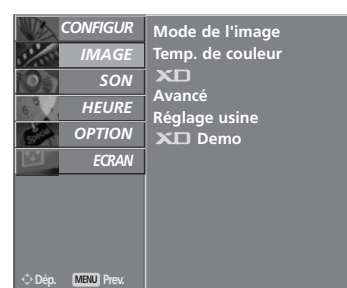 CONFIGUR
IMAGE
SON
HEURE
OPTION
ECRAN
Dép. MENU Prev.
Mode de l'image
Temp. de couleur
XD
Avancé
Réglage usine
XD Demo